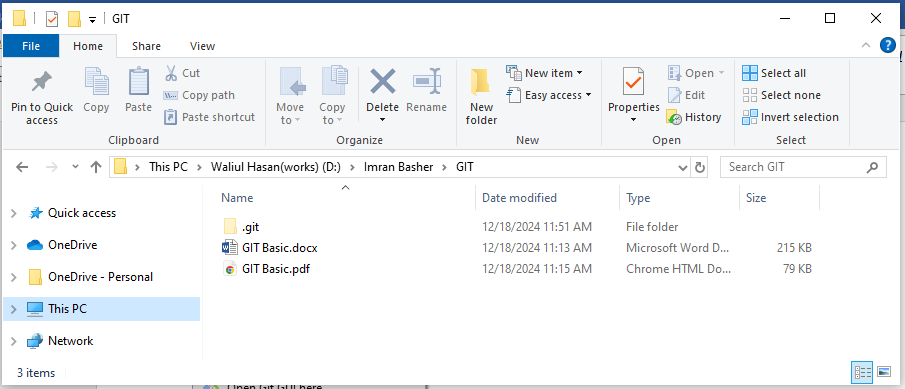 GIT
File Home Share View
Pin to Quick access
Copy
Paste
Cut
Copy path
Paste shortcut
Clipboard
Move to
Copy to
Delete
Rename
Organize
New folder
New item
Easy access
New
Properties
Open
Edit
History
Open
Select all
Select none
Invert selection
Select
This PC > Waliul Hasan(works) (D:) > Imran Basher > GIT
Search GIT
Quick access
OneDrive
OneDrive - Personal
This PC
Network
Name Date modified Type Size
.git 12/18/2024 11:51 AM File folder
GIT Basic.docx 12/18/2024 11:13 AM Microsoft Word D... 215 KB
GIT Basic.pdf 12/18/2024 11:15 AM Chrome HTML Do... 79 KB
3 items
Open Git GUI here